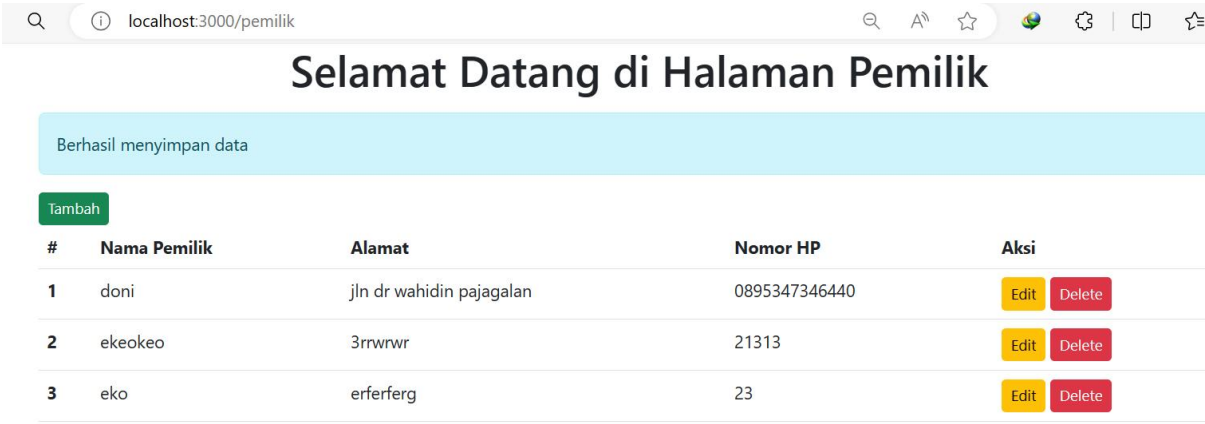 localhost:3000/pemilik
Selamat Datang di Halaman Pemilik
Berhasil menyimpan data
Tambah
# Nama Pemilik Alamat Nomor HP Aksi
1 doni jln dr wahidin pajagalan 0895347346440 Edit Delete
2 ekeokeo 3rrwrwr 21313 Edit Delete
3 eko erferferg 23 Edit Delete